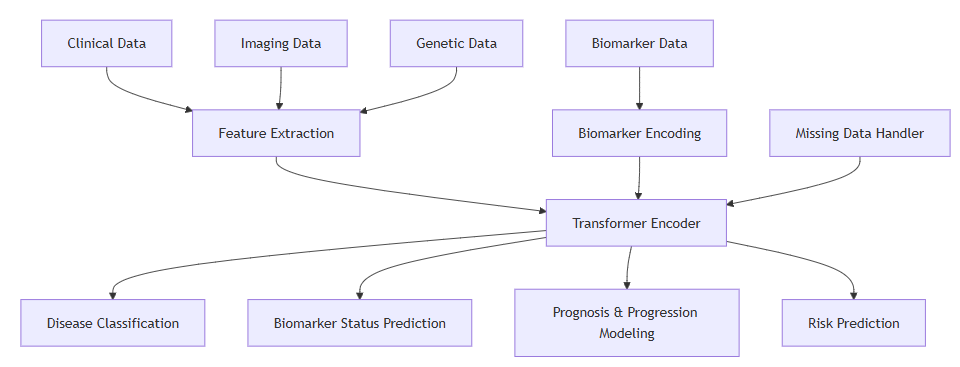 Clinical Data
Imaging Data
Genetic Data
Biomarker Data
Feature Extraction
Biomarker Encoding
Missing Data Handler
Transformer Encoder
Disease Classification
Biomarker Status Prediction
Prognosis & Progression
Modeling
Risk Prediction